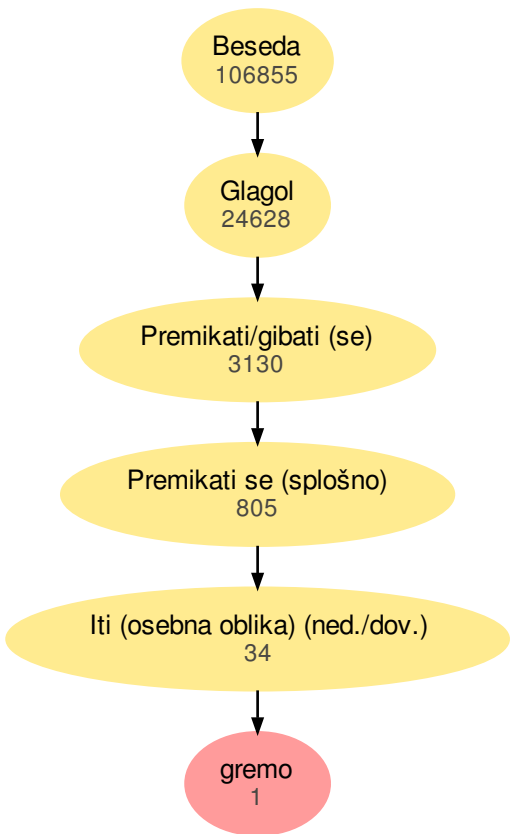 Beseda
106855
Glagol
24628
Premikati/gibati (se)
3130
Premikati se (splošno)
805
Iti (osebna oblika) (ned./dov.)
34
gremo
1